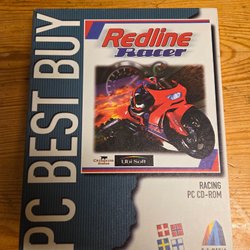 PC BEST BUY
Redline
Racer
Ubi Soft
RACING
PC CD-ROM